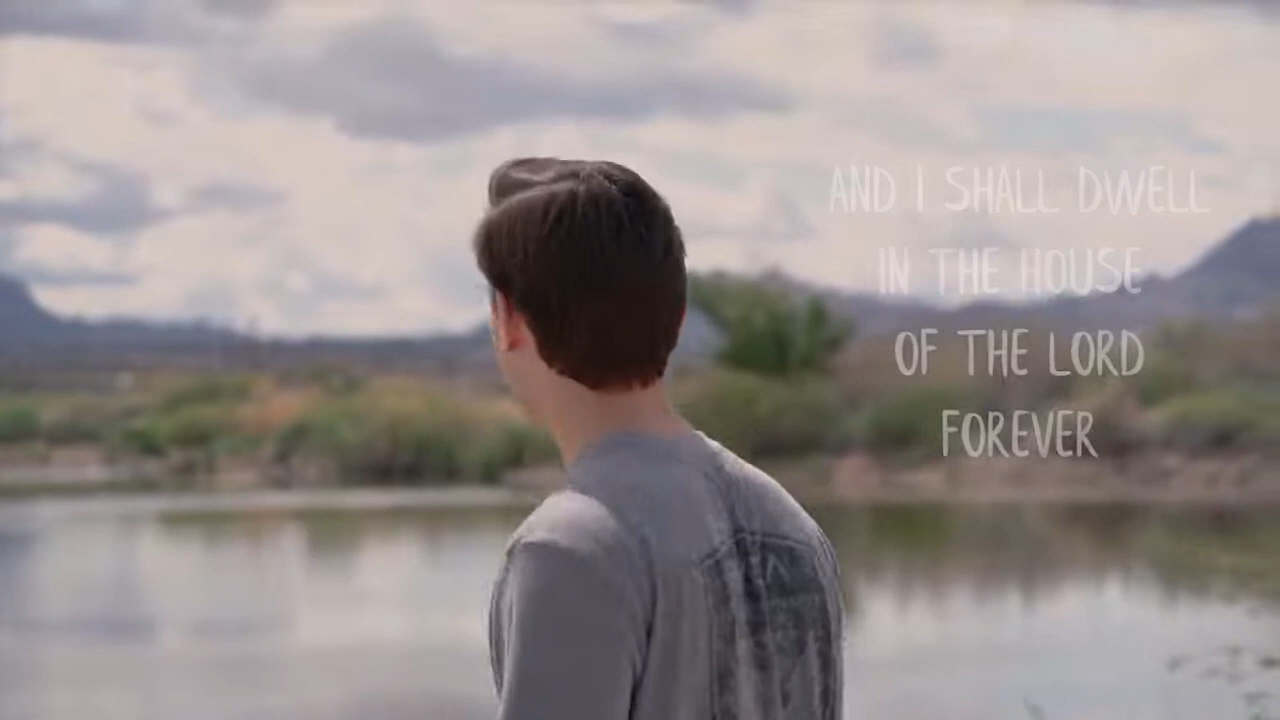 AND I SHALL DWELL
IN THE HOUSE
OF THE LORD
FOREVER